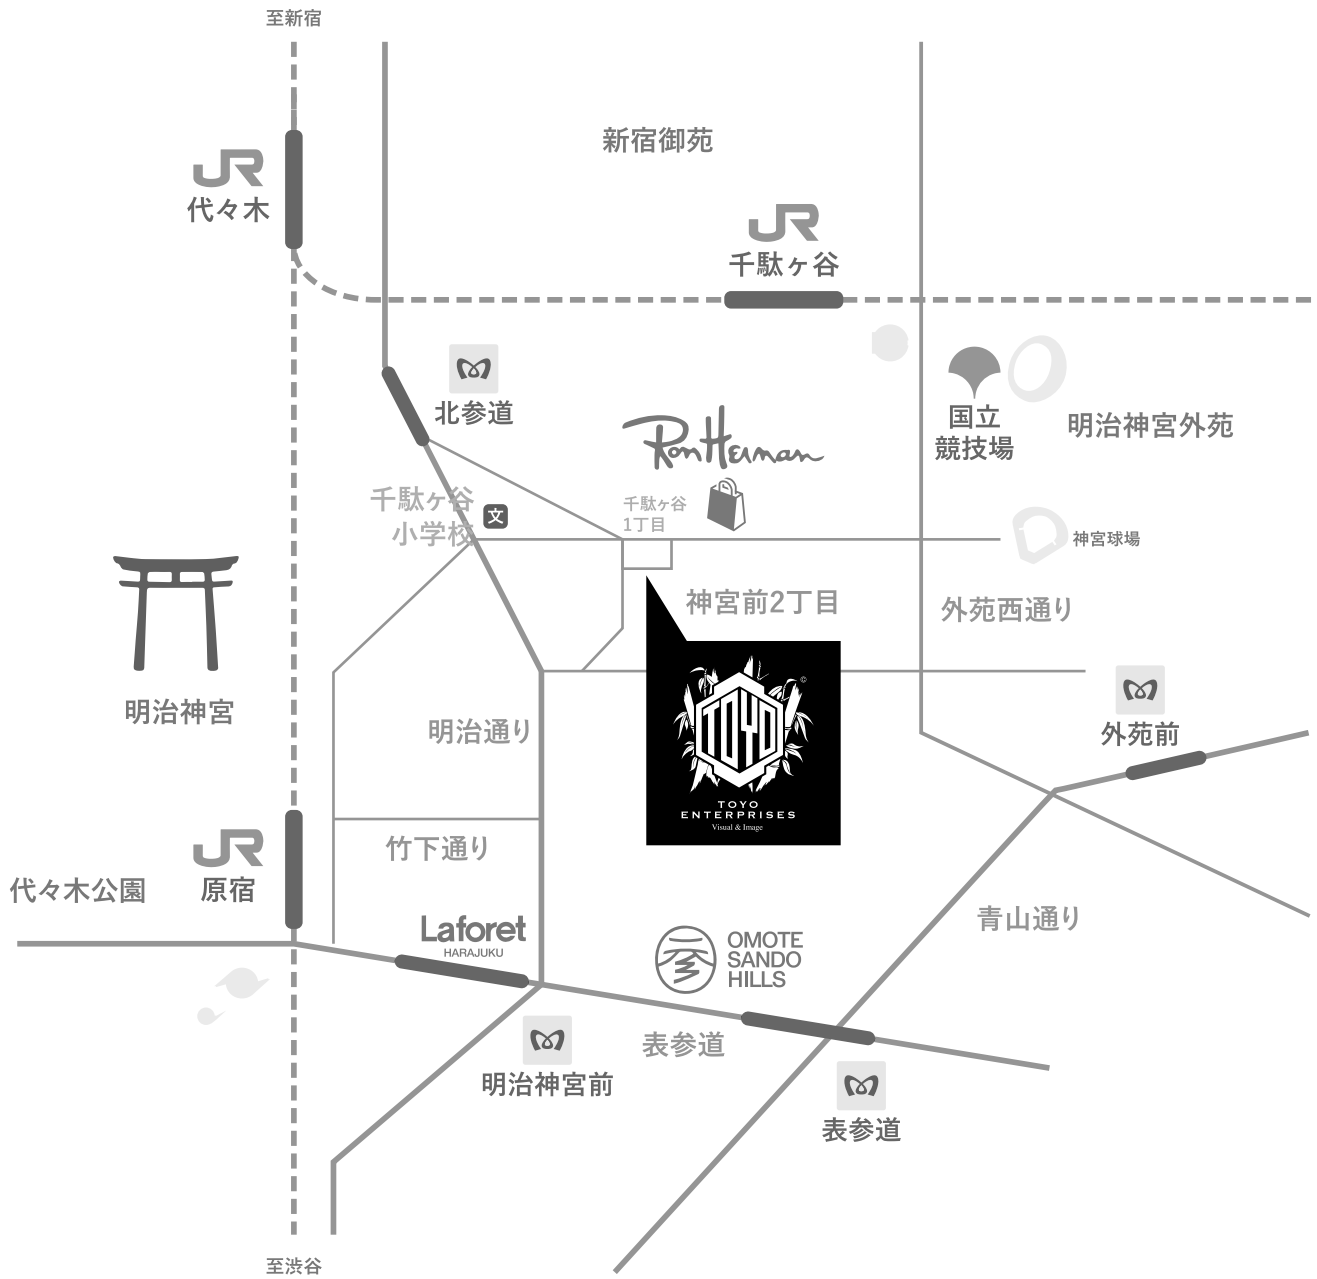 至新宿
新宿御苑
JR
代々木
JR
千駄ヶ谷
北参道
国立
競技場
明治神宮外苑
Ron Herman
千駄ヶ谷
小学校
文
千駄ヶ谷
1丁目
神宮球場
神宮前2丁目
外苑西通り
TOYO
©
TOYO
ENTERPRISES
Visual & Image
明治神宮
明治通り
外苑前
竹下通り
JR
原宿
代々木公園
Laforet
HARAJUKU
OMOTE
SANDO
HILLS
青山通り
表参道
明治神宮前
表参道
至渋谷